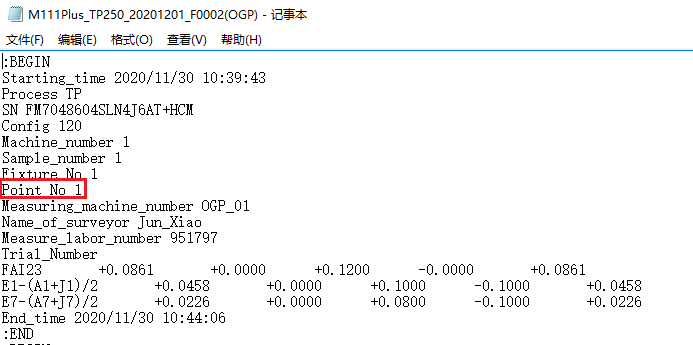 M111Plus_TP250_20201201_F0002(OGP) - 记事本
文件(F) 编辑(E) 格式(O) 查看(V) 帮助(H)
:BEGIN
Starting_time 2020/11/30 10:39:43
Process TP
SN FM7048604SLN4J6AT+HCM
Config 120
Machine_number 1
Sample_number 1
Fixture_No 1
Point_No 1
Measuring_machine_number OGP_01
Name_of_surveyor Jun_Xiao
Measure_labor_number 951797
Trial_Number
FAI23 +0.0861 +0.0000 +0.1200 -0.0000 +0.0861
E1-(A1+J1)/2 +0.0458 +0.0000 +0.1000 -0.1000 +0.0458
E7-(A7+J7)/2 +0.0226 +0.0000 +0.0800 -0.1000 +0.0226
End_time 2020/11/30 10:44:06
:END